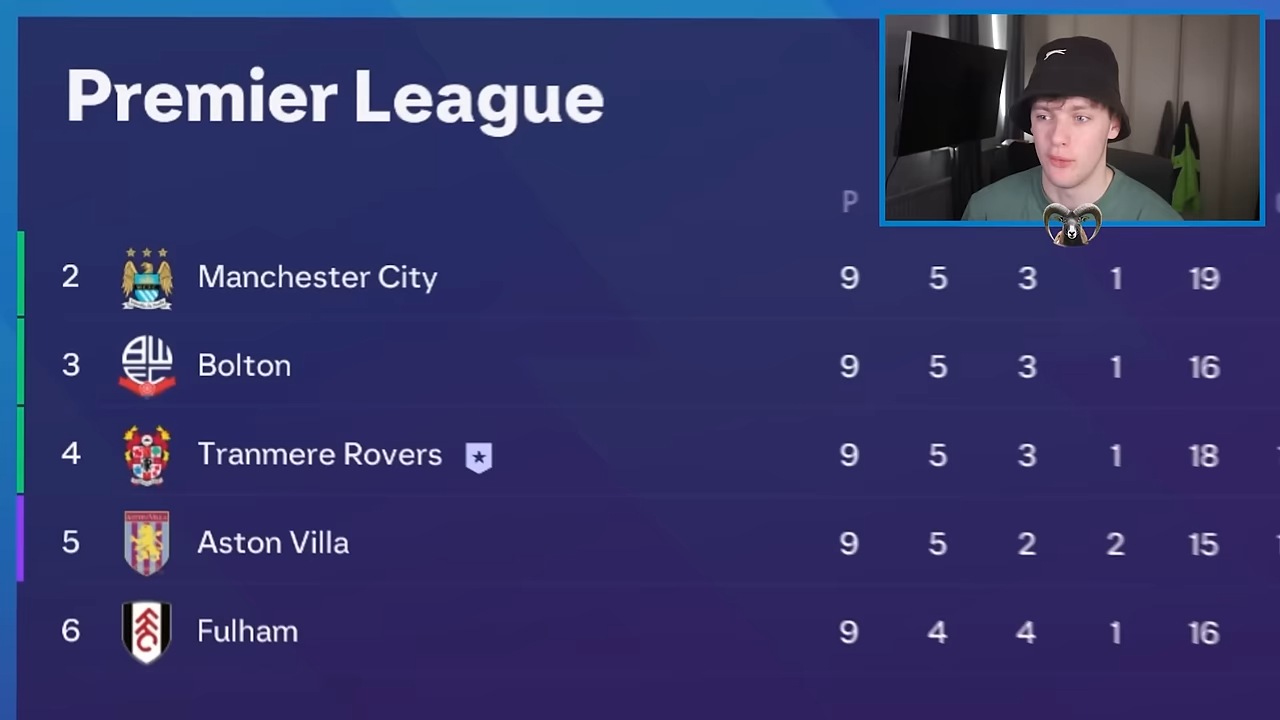 Premier League
P
2 Manchester City 9 5 3 1 19
3 Bolton 9 5 3 1 16
4 Tranmere Rovers 9 5 3 1 18
5 Aston Villa 9 5 2 2 15
6 Fulham 9 4 4 1 16